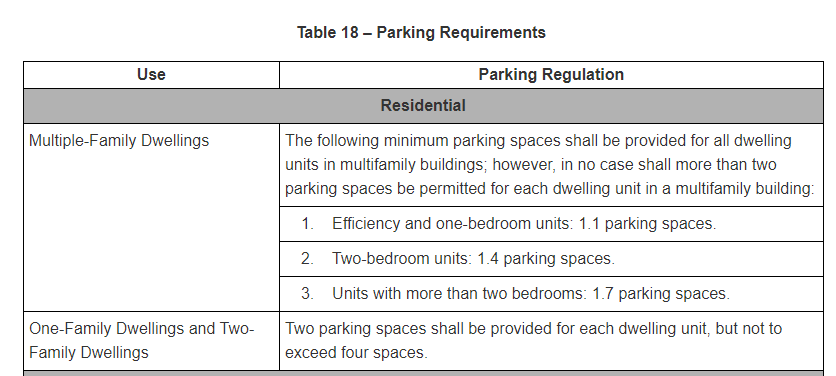 Table 18 – Parking Requirements
Use
Parking Regulation
Residential
Multiple-Family Dwellings
The following minimum parking spaces shall be provided for all dwelling
units in multifamily buildings; however, in no case shall more than two
parking spaces be permitted for each dwelling unit in a multifamily building:
1. Efficiency and one-bedroom units: 1.1 parking spaces.
2. Two-bedroom units: 1.4 parking spaces.
3. Units with more than two bedrooms: 1.7 parking spaces.
One-Family Dwellings and Two-
Family Dwellings
Two parking spaces shall be provided for each dwelling unit, but not to
exceed four spaces.